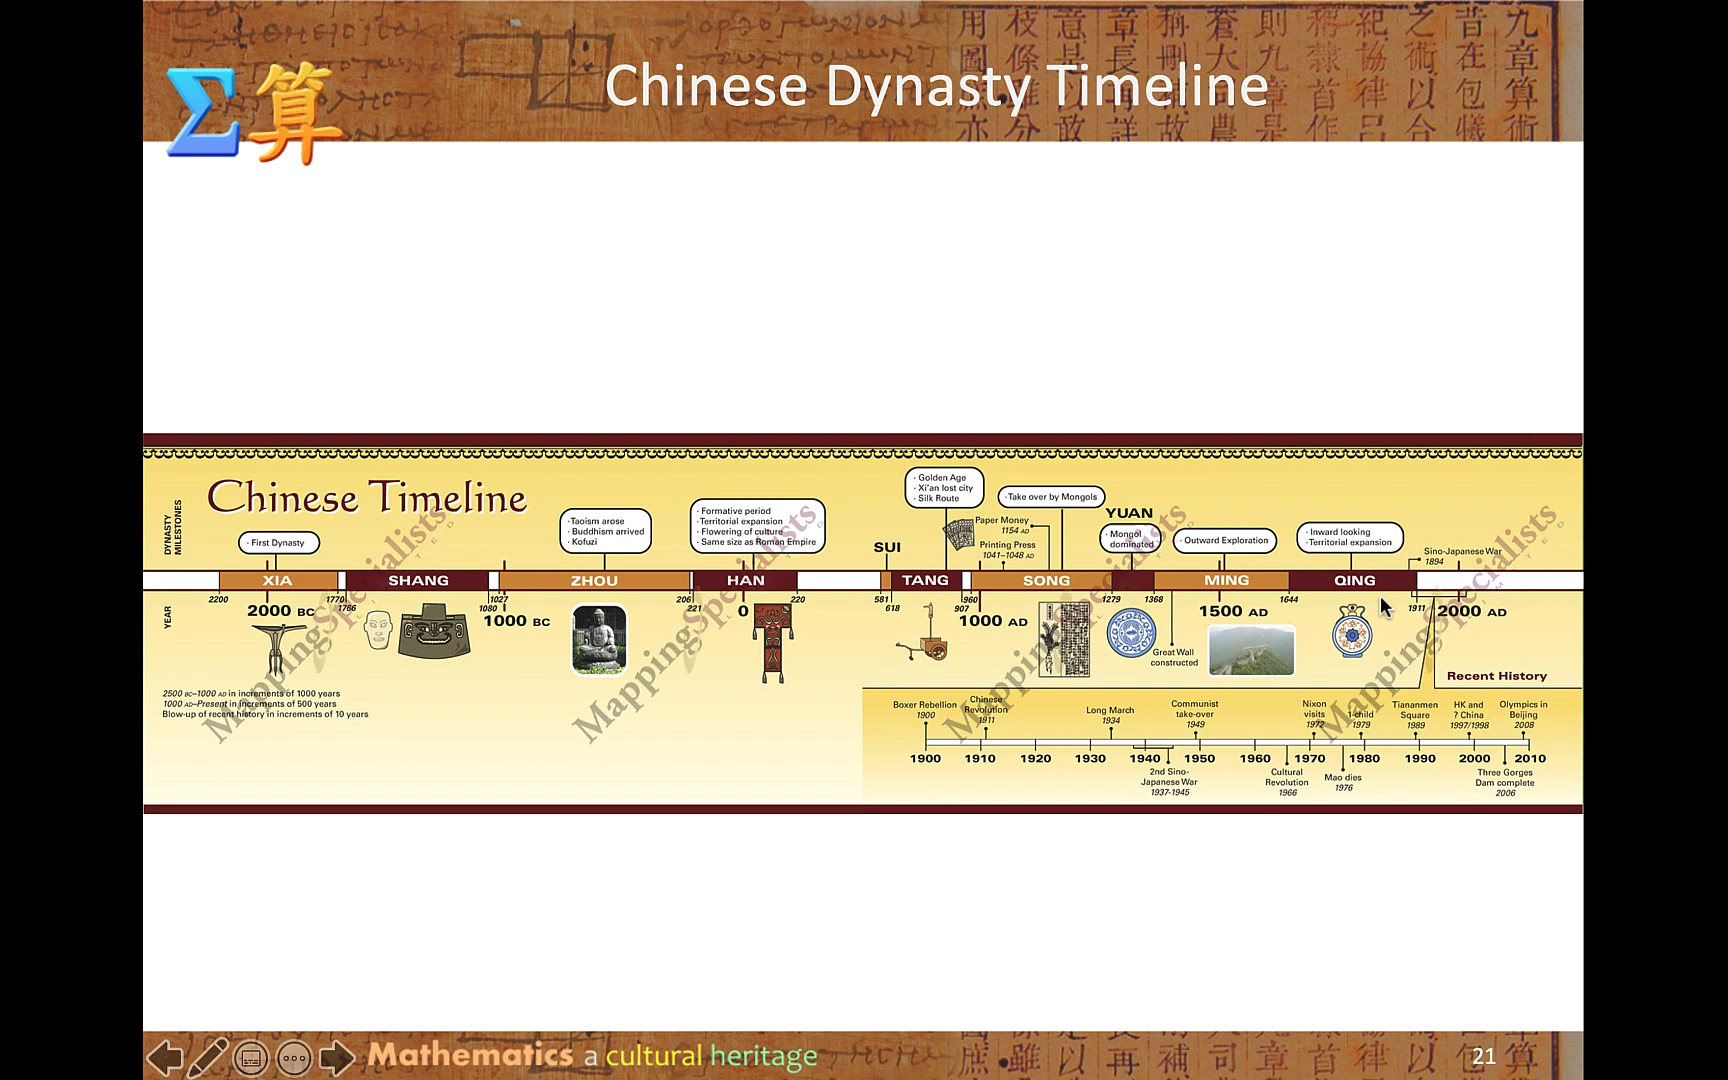 Chinese Dynasty Timeline
Σ算
Chinese Timeline
DYNASTY
MILESTONES
· First Dynasty
·Taoism arose
· Buddhism arrived
· Kofuzi
· Formative period
·Territorial expansion
· Flowering of culture
· Same size as Roman Empire
· Golden Age
· Xi'an lost city
· Silk Route
·Take over by Mongols
Paper Money
1154 AD
Printing Press
1041–1048 AD
· Mongol
dominated
· Outward Exploration
· Inward looking
·Territorial expansion
Sino-Japanese War
1894
XIA
SHANG
ZHOU
HAN
SUI
TANG
SONG
YUAN
MING
QING
YEAR
2200
2000 BC
1770
1766
1080
1027
1000 BC
206
221
0
220
581
618
907
960
1000 AD
1279
1368
1500 AD
1644
1911
2000 AD
Great Wall
constructed
2500 BC–1000 AD in increments of 1000 years
1000 AD–Present in increments of 500 years
Blow-up of recent history in increments of 10 years
Recent History
Boxer Rebellion
1900
Chinese
Revolution
1911
Long March
1934
Communist
take-over
1949
Nixon
visits
1972
1-child
1979
Tiananmen
Square
1989
HK and
? China
1997/1998
Olympics in
Beijing
2008
1900 1910 1920 1930 1940 1950 1960 1970 1980 1990 2000 2010
2nd Sino-
Japanese War
1937-1945
Cultural
Revolution
1966
Mao dies
1976
Three Gorges
Dam complete
2006
MappingSpecialists
MappingSpecialists
MappingSpecialists
MappingSpecialists
Mathematics a cultural heritage
21